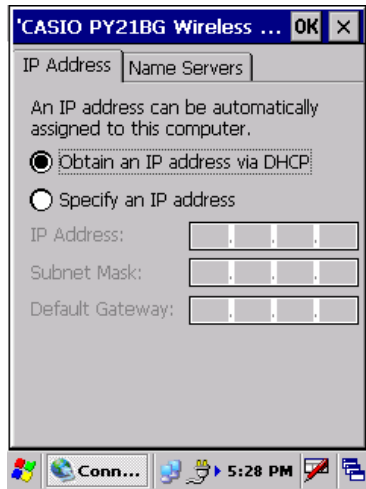 'CASIO PY21BG Wireless ... OK ×
IP Address Name Servers
An IP address can be automatically
assigned to this computer.
Obtain an IP address via DHCP
Specify an IP address
IP Address: . . .
Subnet Mask: . . .
Default Gateway: . . .
Conn... 5:28 PM